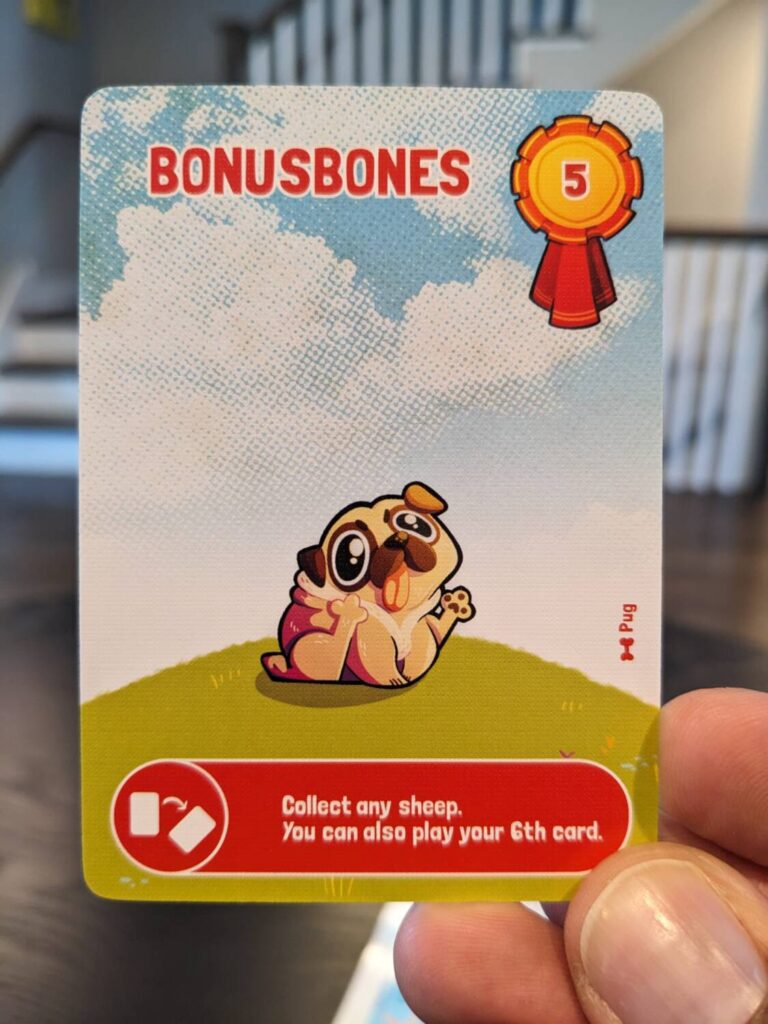 BONUSBONES
5
Pug
Collect any sheep.
You can also play your 6th card.